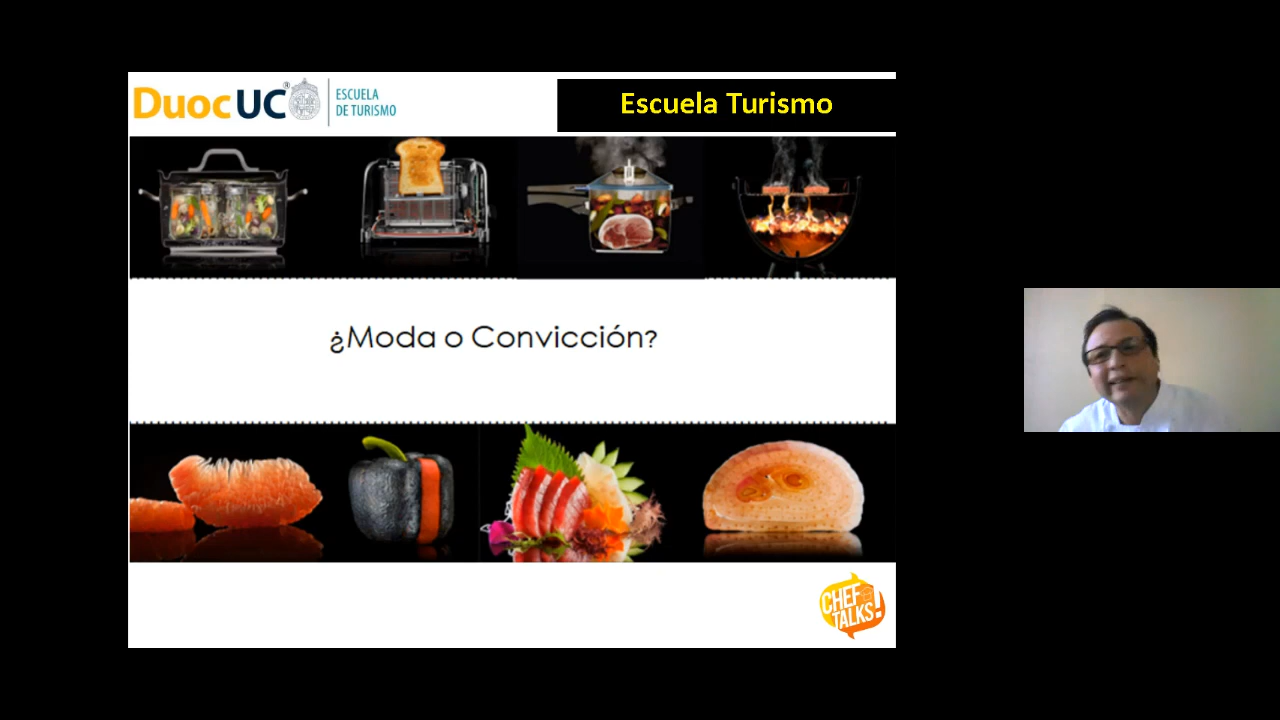 Duoc UC®
ESCUELA
DE TURISMO
Escuela Turismo
¿Moda o Convicción?
CHEF
TALKS!